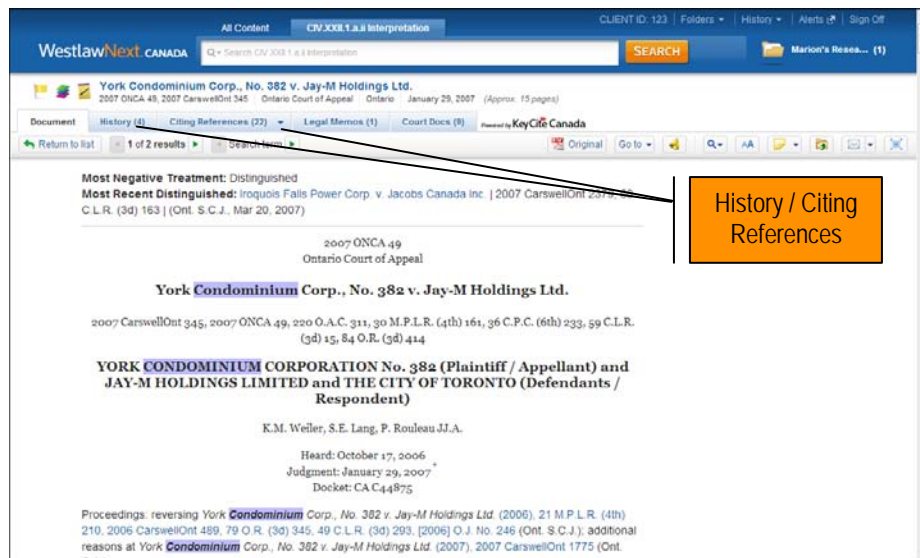 CLIENT ID: 123 Folders History Alerts Sign Off
All Content CIV.XXII.1.a.ii Interpretation
WestlawNext. CANADA Search CIV.XXII.1.a.ii Interpretation SEARCH Marion's Resea... (1)
York Condominium Corp., No. 382 v. Jay-M Holdings Ltd.
2007 ONCA 49, 2007 CarswellOnt 345 Ontario Court of Appeal Ontario January 29, 2007 (Approx. 15 pages)
Document History (4) Citing References (22) Legal Memos (1) Court Docs (9) Powered by KeyCite Canada
Return to list 1 of 2 results Search term Original Go to AA
Most Negative Treatment: Distinguished
Most Recent Distinguished: Iroquois Falls Power Corp. v. Jacobs Canada Inc. | 2007 CarswellOnt
C.L.R. (3d) 163 | (Ont. S.C.J., Mar 20, 2007)
History / Citing
References
2007 ONCA 49
Ontario Court of Appeal
York Condominium Corp., No. 382 v. Jay-M Holdings Ltd.
2007 CarswellOnt 345, 2007 ONCA 49, 220 O.A.C. 311, 30 M.P.L.R. (4th) 161, 36 C.P.C. (6th) 233, 59 C.L.R.
(3d) 15, 84 O.R. (3d) 414
YORK CONDOMINIUM CORPORATION No. 382 (Plaintiff / Appellant) and
JAY-M HOLDINGS LIMITED and THE CITY OF TORONTO (Defendants /
Respondent)
K.M. Weiler, S.E. Lang, P. Rouleau JJ.A.
Heard: October 17, 2006
Judgment: January 29, 2007*
Docket: CA C44875
Proceedings: reversing York Condominium Corp., No. 382 v. Jay-M Holdings Ltd. (2006), 21 M.P.L.R. (4th)
210, 2006 CarswellOnt 489, 79 O.R. (3d) 345, 49 C.L.R. (3d) 293, [2006] O.J. No. 246 (Ont. S.C.J.); additional
reasons at York Condominium Corp., No. 382 v. Jay-M Holdings Ltd. (2007), 2007 CarswellOnt 1775 (Ont.